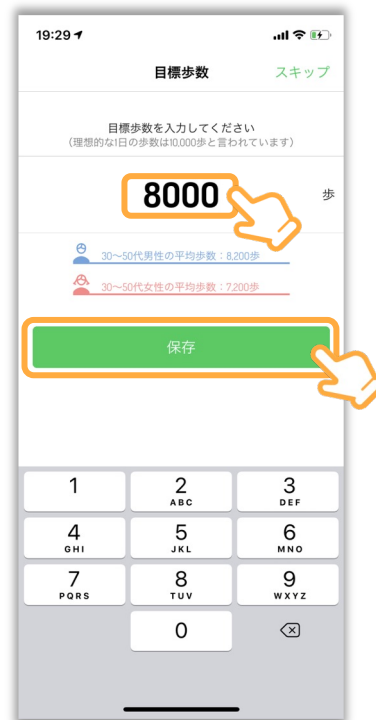 19:29
目標歩数
スキップ
目標歩数を入力してください
(理想的な1日の歩数は10,000歩と言われています)
8000
歩
30〜50代男性の平均歩数：8,200歩
30〜50代女性の平均歩数：7,200歩
保存
1
2
ABC
3
DEF
4
GHI
5
JKL
6
MNO
7
PQRS
8
TUV
9
WXYZ
0